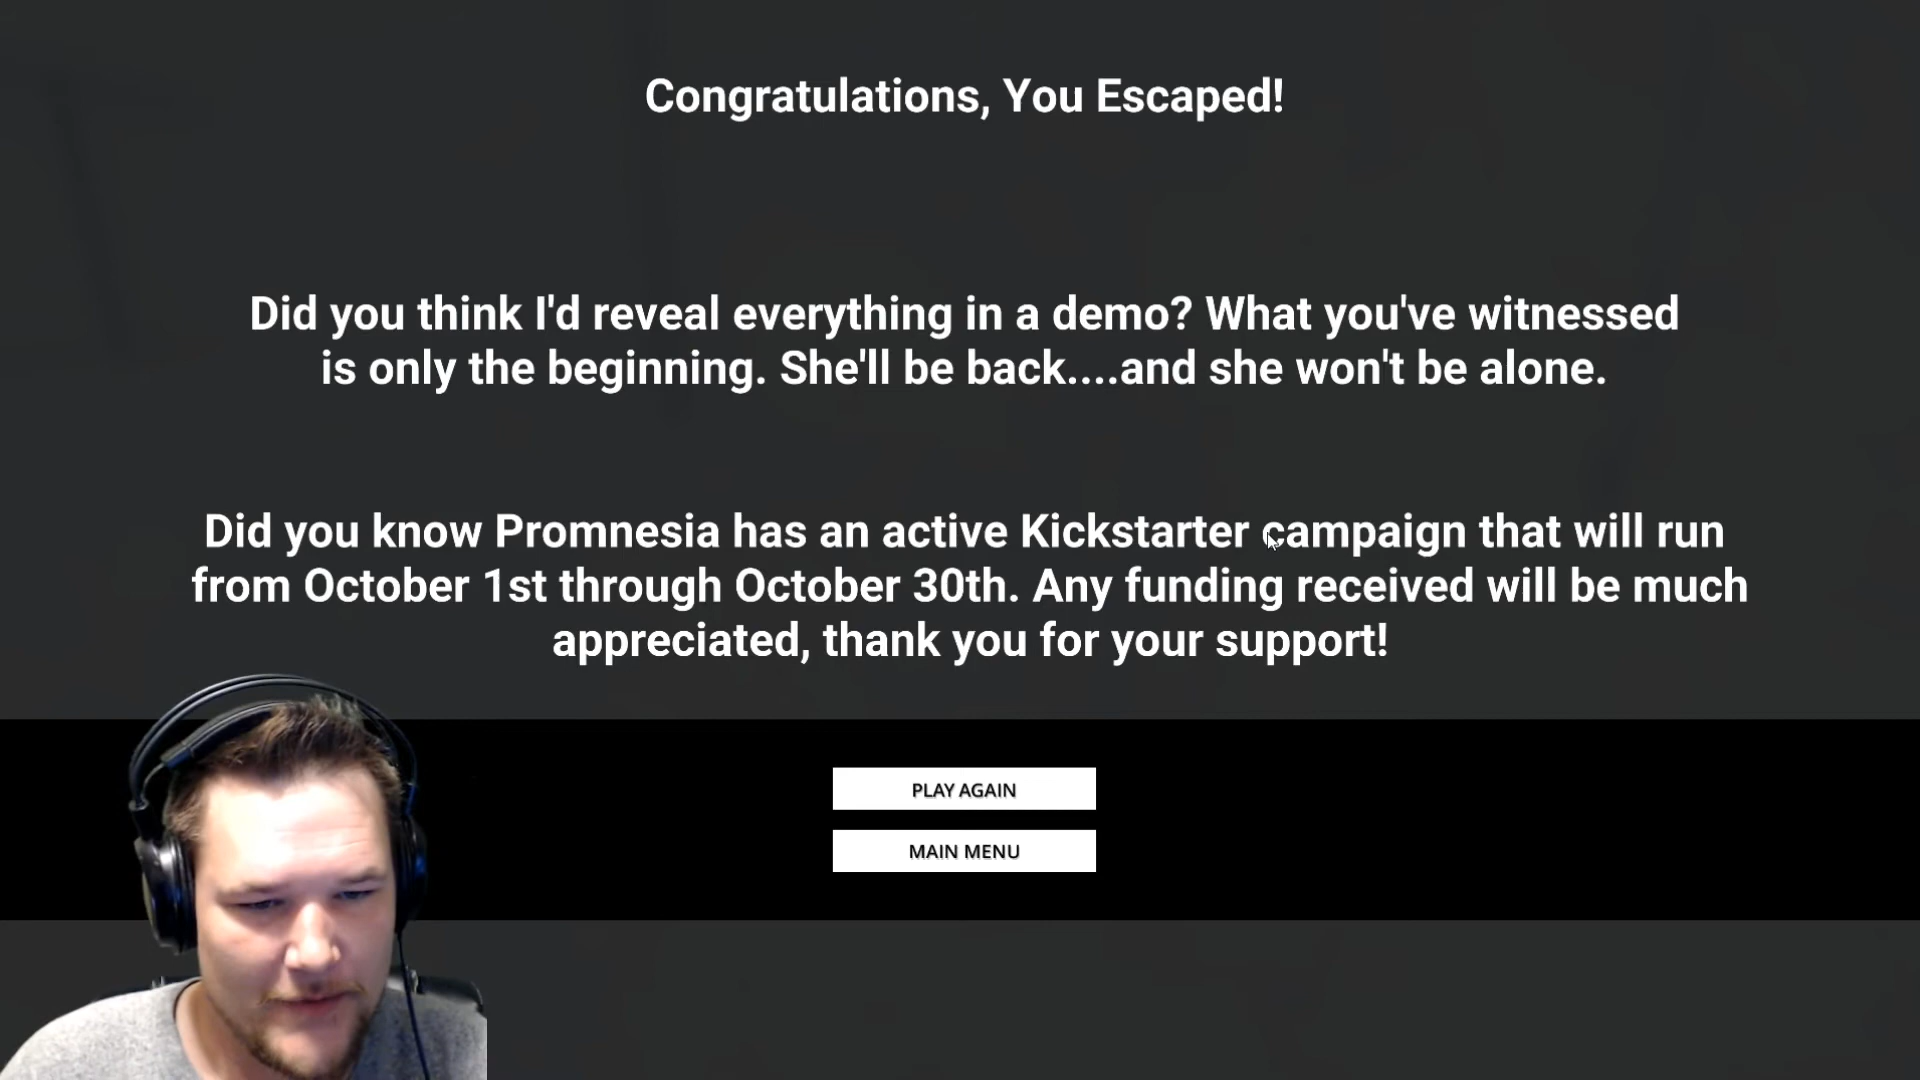 Congratulations, You Escaped!
Did you think I'd reveal everything in a demo? What you've witnessed
is only the beginning. She'll be back....and she won't be alone.
Did you know Promnesia has an active Kickstarter campaign that will run
from October 1st through October 30th. Any funding received will be much
appreciated, thank you for your support!
PLAY AGAIN
MAIN MENU